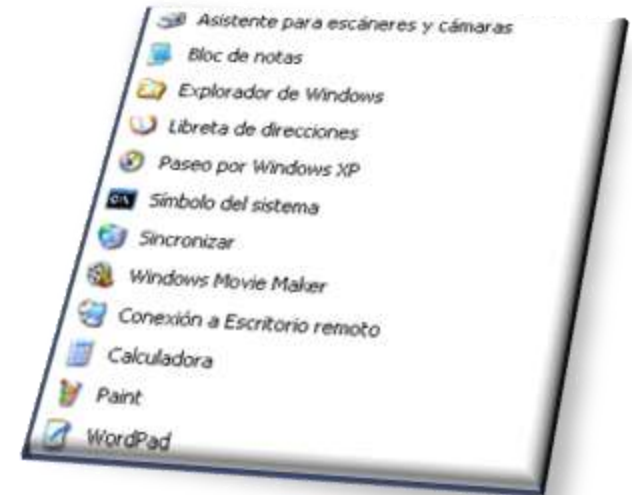 Asistente para escáneres y cámaras
Bloc de notas
Explorador de Windows
Libreta de direcciones
Paseo por Windows XP
Símbolo del sistema
Sincronizar
Windows Movie Maker
Conexión a Escritorio remoto
Calculadora
Paint
WordPad